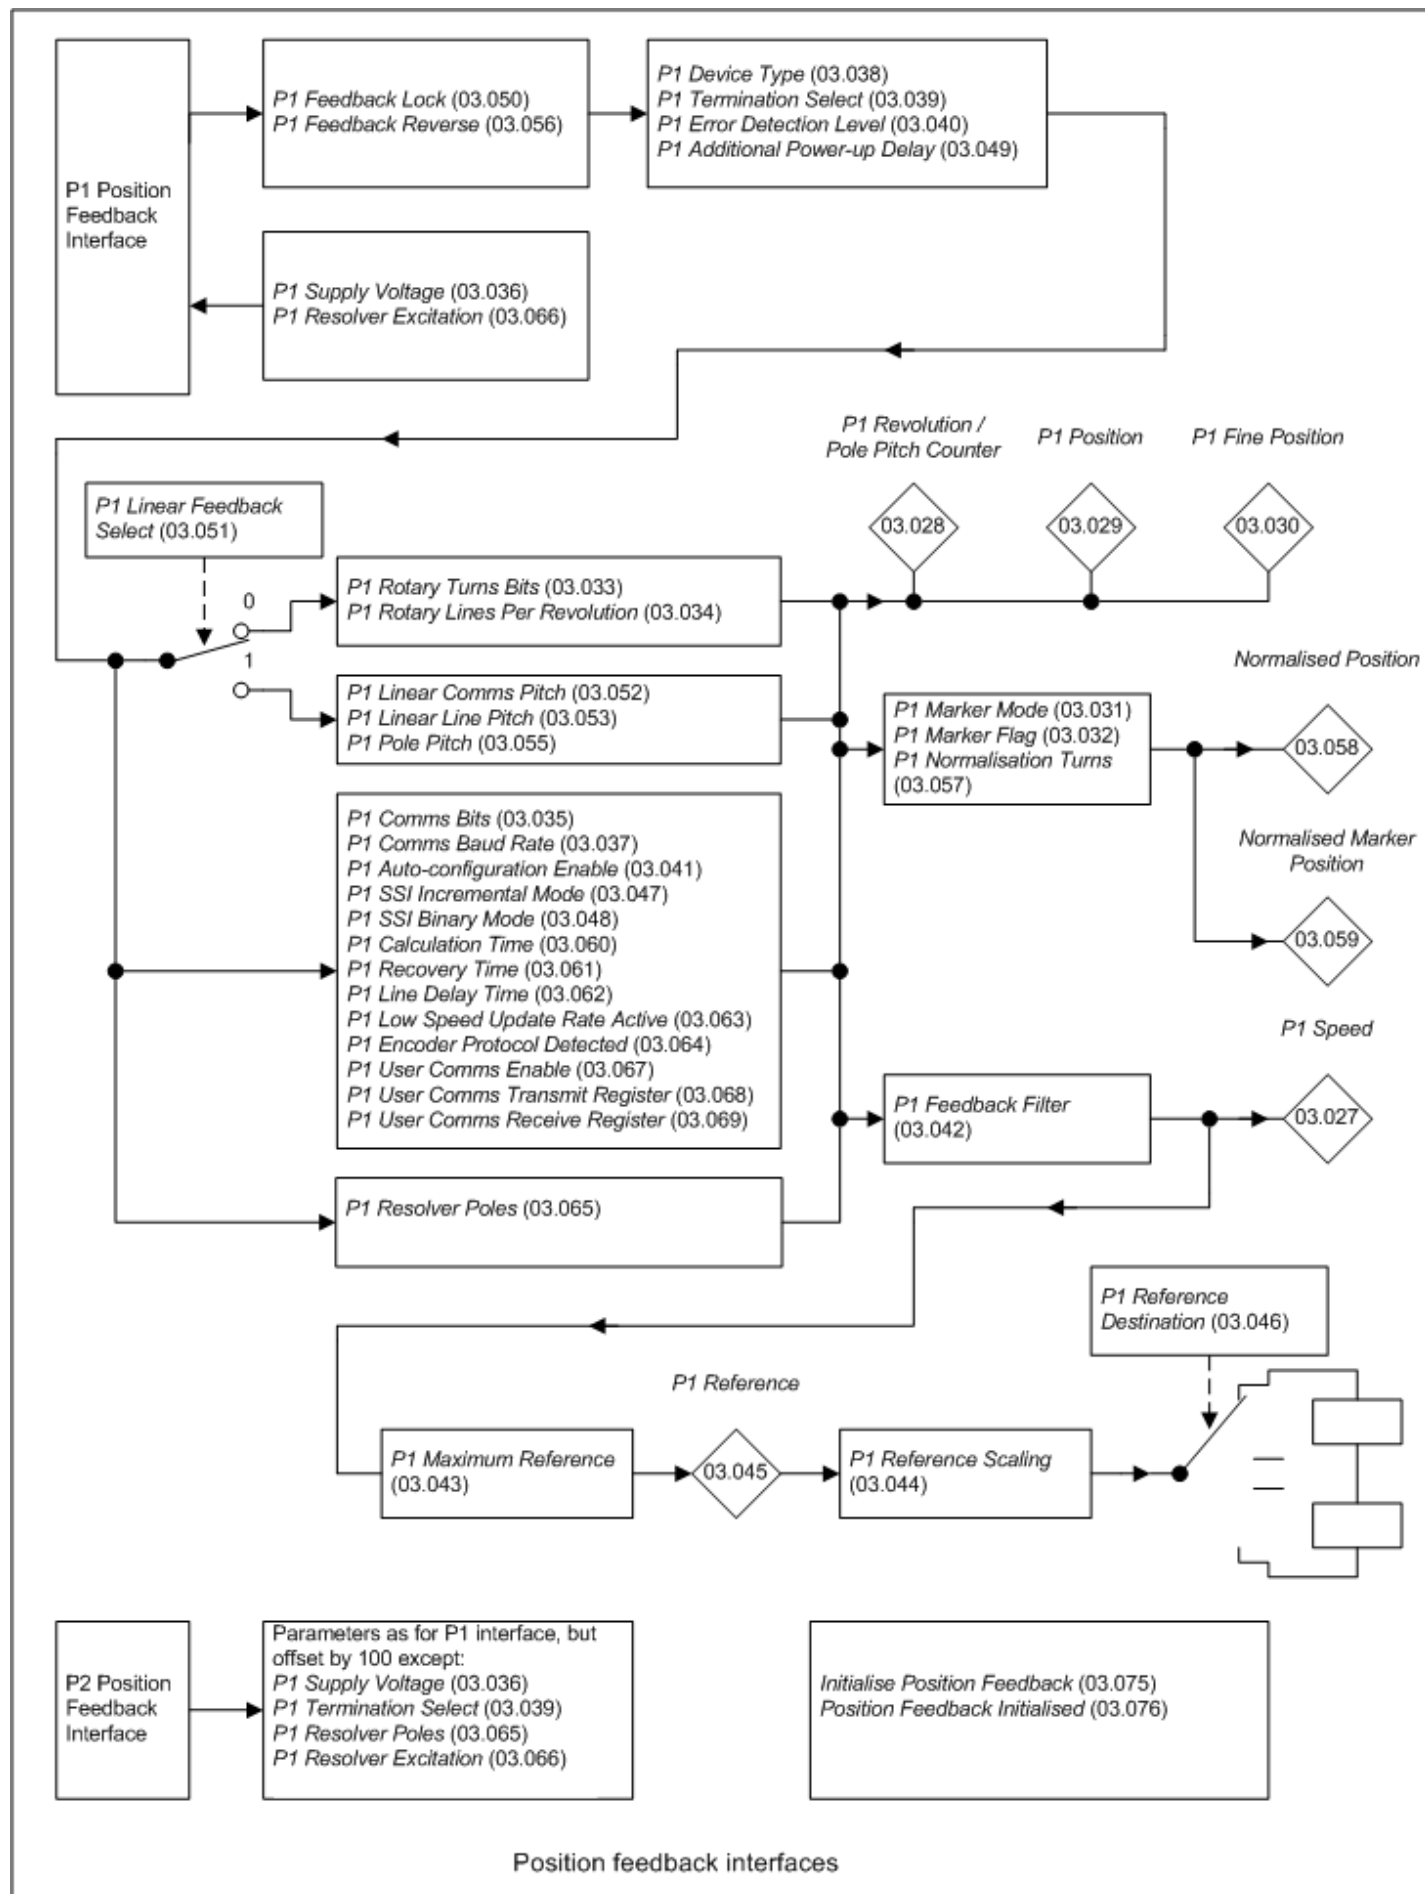 P1 Position
Feedback
Interface
P1 Feedback Lock (03.050)
P1 Feedback Reverse (03.056)
P1 Device Type (03.038)
P1 Termination Select (03.039)
P1 Error Detection Level (03.040)
P1 Additional Power-up Delay (03.049)
P1 Supply Voltage (03.036)
P1 Resolver Excitation (03.066)
P1 Revolution /
Pole Pitch Counter
P1 Position
P1 Fine Position
03.028
03.029
03.030
P1 Linear Feedback
Select (03.051)
0
1
P1 Rotary Turns Bits (03.033)
P1 Rotary Lines Per Revolution (03.034)
P1 Linear Comms Pitch (03.052)
P1 Linear Line Pitch (03.053)
P1 Pole Pitch (03.055)
P1 Marker Mode (03.031)
P1 Marker Flag (03.032)
P1 Normalisation Turns
(03.057)
Normalised Position
03.058
Normalised Marker
Position
03.059
P1 Comms Bits (03.035)
P1 Comms Baud Rate (03.037)
P1 Auto-configuration Enable (03.041)
P1 SSI Incremental Mode (03.047)
P1 SSI Binary Mode (03.048)
P1 Calculation Time (03.060)
P1 Recovery Time (03.061)
P1 Line Delay Time (03.062)
P1 Low Speed Update Rate Active (03.063)
P1 Encoder Protocol Detected (03.064)
P1 User Comms Enable (03.067)
P1 User Comms Transmit Register (03.068)
P1 User Comms Receive Register (03.069)
P1 Speed
P1 Feedback Filter
(03.042)
03.027
P1 Resolver Poles (03.065)
P1 Reference
Destination (03.046)
P1 Reference
P1 Maximum Reference
(03.043)
03.045
P1 Reference Scaling
(03.044)
P2 Position
Feedback
Interface
Parameters as for P1 interface, but
offset by 100 except:
P1 Supply Voltage (03.036)
P1 Termination Select (03.039)
P1 Resolver Poles (03.065)
P1 Resolver Excitation (03.066)
Initialise Position Feedback (03.075)
Position Feedback Initialised (03.076)
Position feedback interfaces